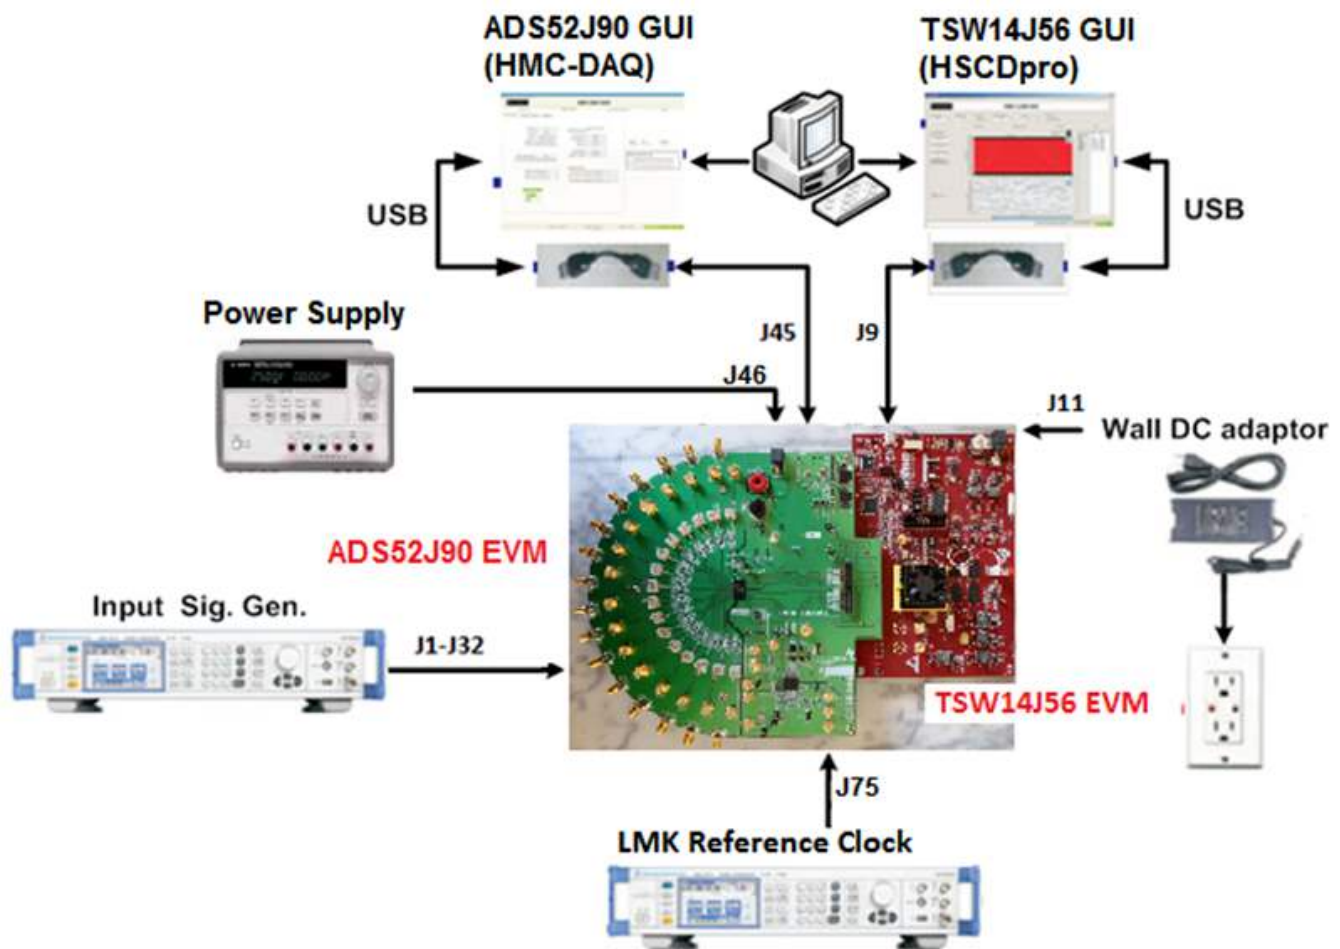 ADS52J90 GUI
(HMC-DAQ)
TSW14J56 GUI
(HSCDpro)
USB
USB
Power Supply
J45
J9
J46
J11
Wall DC adaptor
ADS52J90 EVM
Input Sig. Gen.
J1-J32
TSW14J56 EVM
J75
LMK Reference Clock